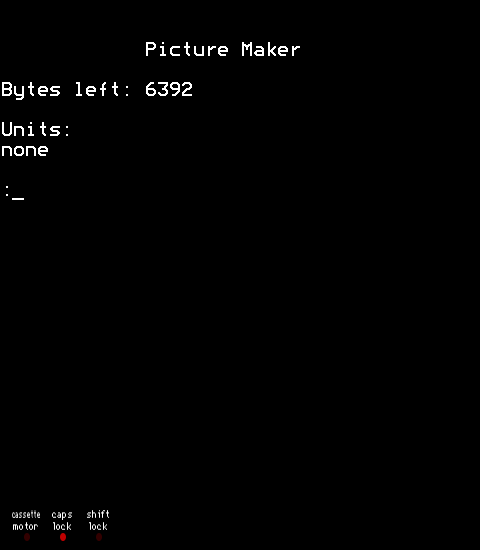 Picture Maker
Bytes left: 6392
Units:
none
:_
cassette motor
caps lock
shift lock